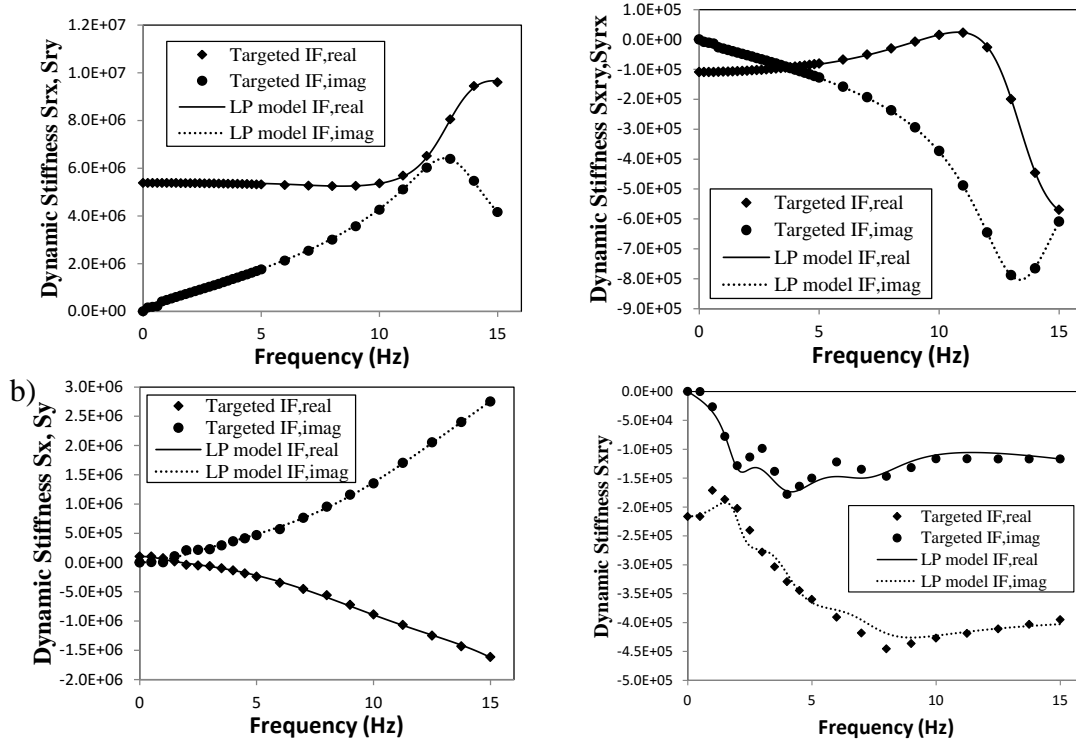 Dynamic Stiffness Srx, Sry
1.2E+07
1.0E+07
8.0E+06
6.0E+06
4.0E+06
2.0E+06
0.0E+00
Targeted IF,real
Targeted IF,imag
LP model IF,real
LP model IF,imag
0 5 10 15
Frequency (Hz)
Dynamic Stiffness Sxry,Syrx
1.0E+05
0.0E+00
-1.0E+05
-2.0E+05
-3.0E+05
-4.0E+05
-5.0E+05
-6.0E+05
-7.0E+05
-8.0E+05
-9.0E+05
Targeted IF,real
Targeted IF,imag
LP model IF,real
LP model IF,imag
0 5 10 15
Frequency (Hz)
b)
Dynamic Stiffness Sx, Sy
3.0E+06
2.5E+06
2.0E+06
1.5E+06
1.0E+06
5.0E+05
0.0E+00
-5.0E+05
-1.0E+06
-1.5E+06
-2.0E+06
Targeted IF,real
Targeted IF,imag
LP model IF,real
LP model IF,imag
0 5 10 15
Frequency (Hz)
Dynamic Stiffness Sxry
0.0E+00
-5.0E+04
-1.0E+05
-1.5E+05
-2.0E+05
-2.5E+05
-3.0E+05
-3.5E+05
-4.0E+05
-4.5E+05
-5.0E+05
Targeted IF,real
Targeted IF,imag
LP model IF,real
LP model IF,imag
0 5 10 15
Frequency (Hz)